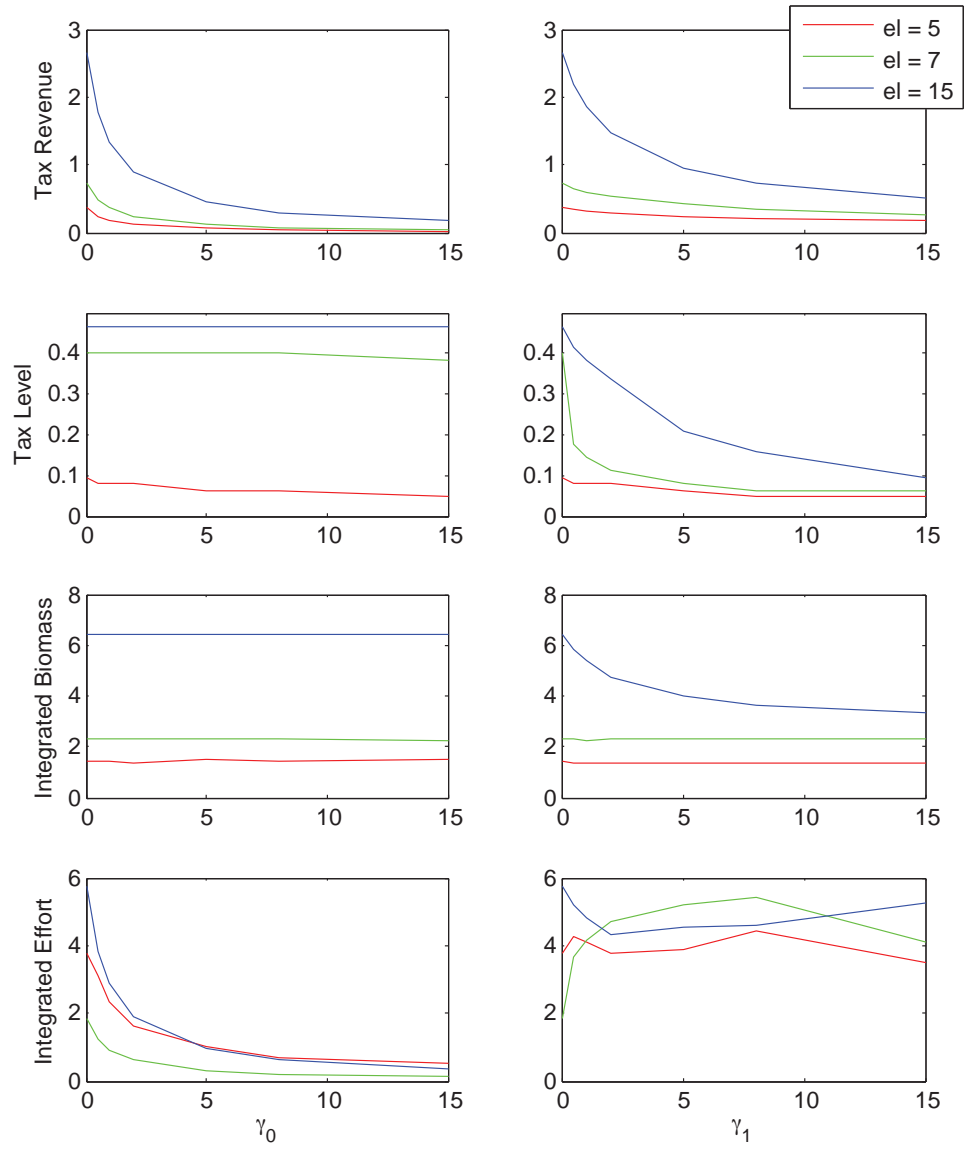 el = 5
el = 7
el = 15
Tax Revenue
3
2
1
0
0 5 10 15
3
2
1
0
0 5 10 15
Tax Level
0.4
0.3
0.2
0.1
0
0 5 10 15
0.4
0.3
0.2
0.1
0
0 5 10 15
Integrated Biomass
8
6
4
2
0
0 5 10 15
8
6
4
2
0
0 5 10 15
Integrated Effort
6
4
2
0
0 5 10 15
γ0
6
4
2
0
0 5 10 15
γ1